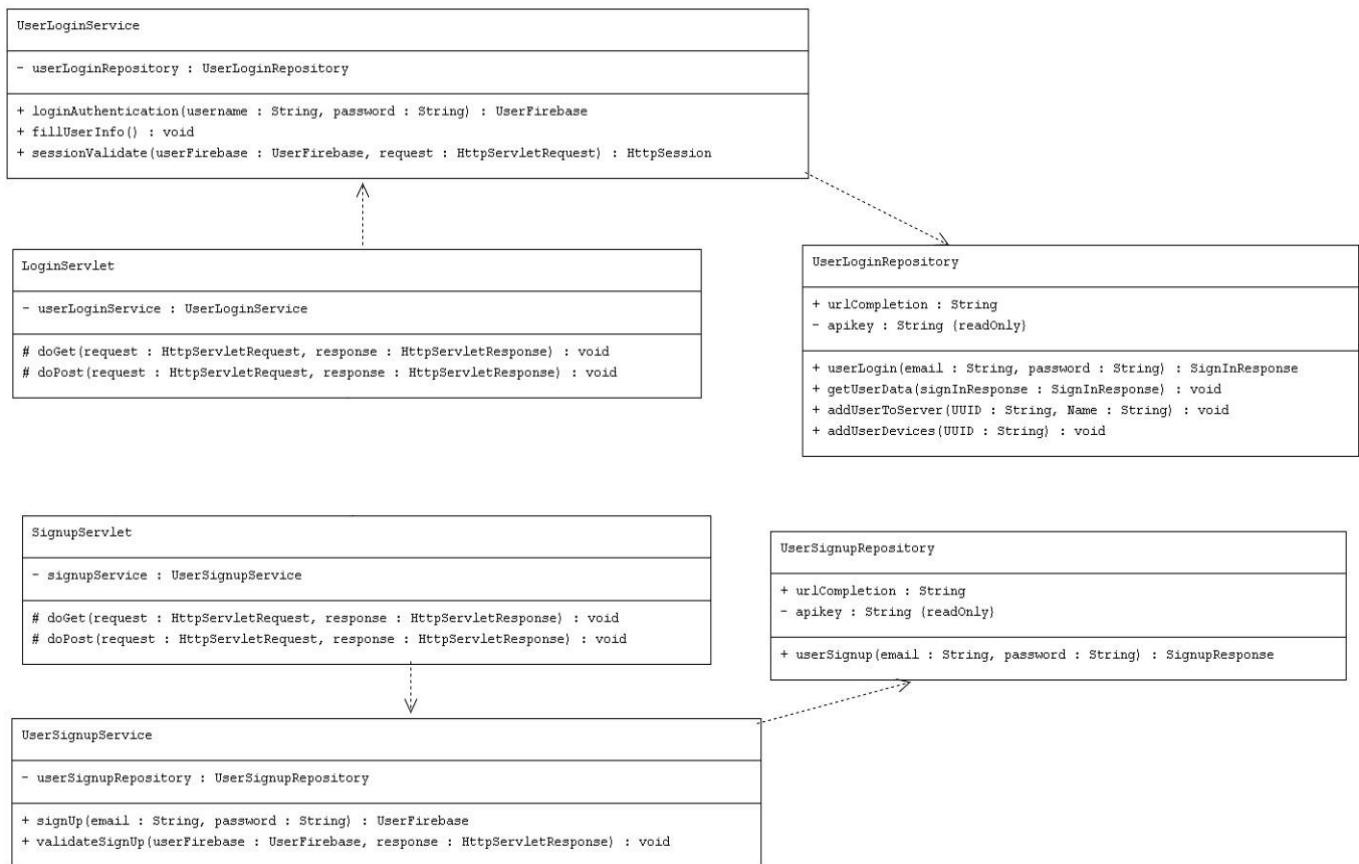 UserLoginService
- userLoginRepository : UserLoginRepository
+ loginAuthentication(username : String, password : String) : UserFirebase
+ fillUserInfo() : void
+ sessionValidate(userFirebase : UserFirebase, request : HttpServletRequest) : HttpSession
LoginServlet
- userLoginService : UserLoginService
# doGet(request : HttpServletRequest, response : HttpServletResponse) : void
# doPost(request : HttpServletRequest, response : HttpServletResponse) : void
UserLoginRepository
+ urlCompletion : String
- apikey : String {readOnly}
+ userLogin(email : String, password : String) : SignInResponse
+ getUserData(signInResponse : SignInResponse) : void
+ addUserToServer(UUID : String, Name : String) : void
+ addUserDevices(UUID : String) : void
SignupServlet
- signupService : UserSignupService
# doGet(request : HttpServletRequest, response : HttpServletResponse) : void
# doPost(request : HttpServletRequest, response : HttpServletResponse) : void
UserSignupRepository
+ urlCompletion : String
- apikey : String {readOnly}
+ userSignup(email : String, password : String) : SignupResponse
UserSignupService
- userSignupRepository : UserSignupRepository
+ signUp(email : String, password : String) : UserFirebase
+ validateSignUp(userFirebase : UserFirebase, response : HttpServletResponse) : void